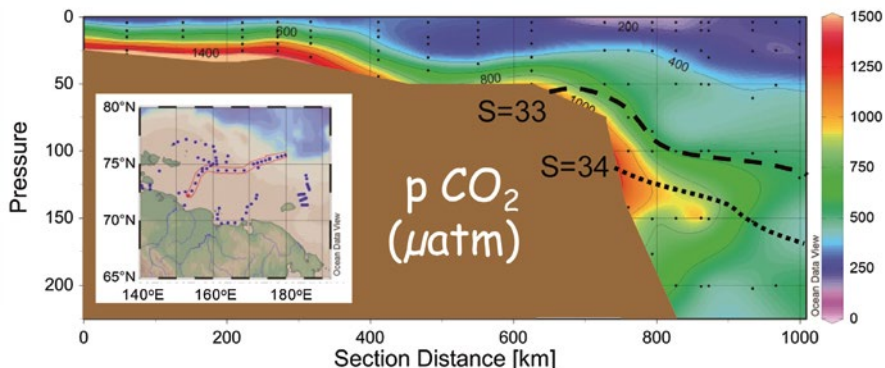 0
50
100
150
200
Pressure
200
600
400
1400
800
1000
S=33
S=34
p CO₂
(µatm)
80°N
75°N
70°N
65°N
140°E 160°E 180°E
Ocean Data View
0 200 400 600 800 1000
Section Distance [km]
Ocean Data View
1500
1250
1000
750
500
250
0